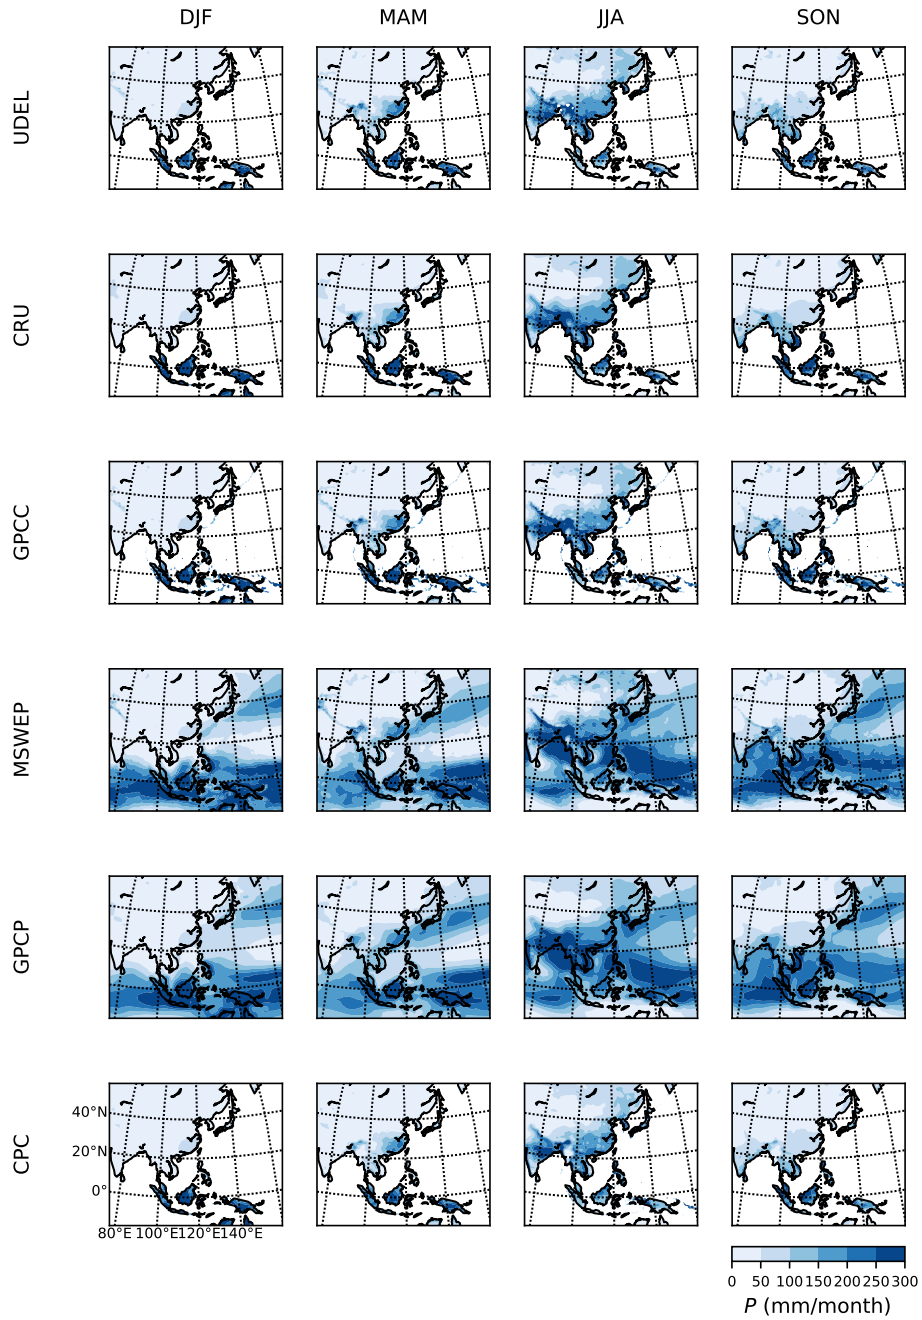 DJF MAM JJA SON
UDEL
CRU
GPCC
MSWEP
GPCP
CPC
40°N
20°N
0°
80°E 100°E 120°E 140°E
0 50 100 150 200 250 300
P (mm/month)